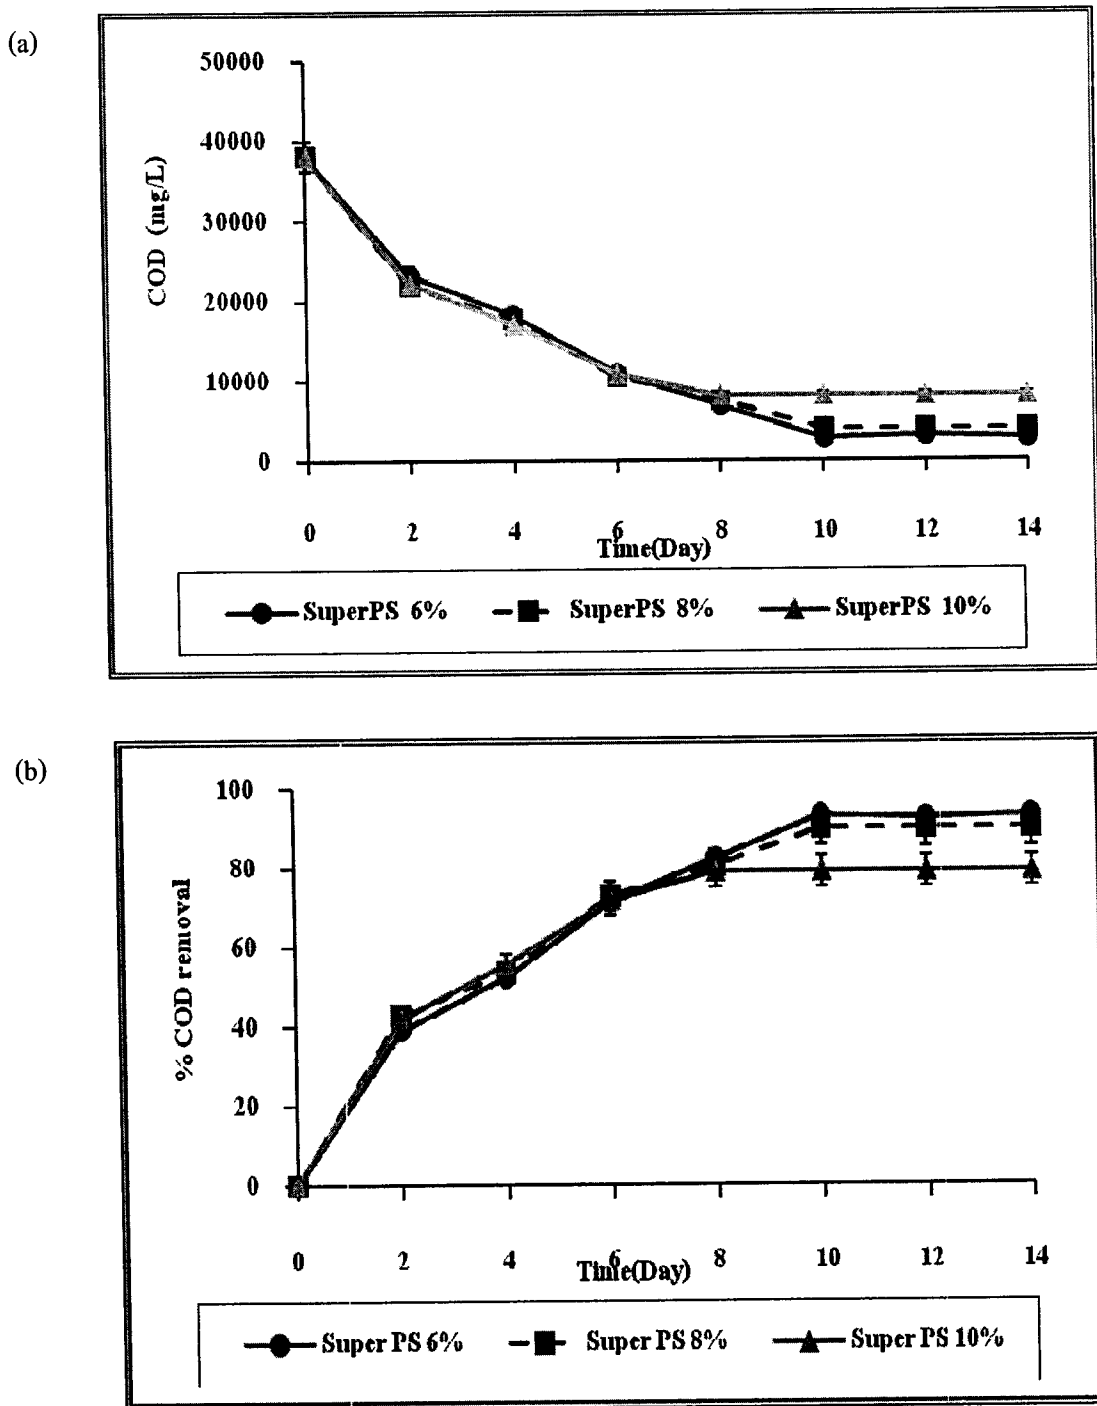 (a)
50000
40000
30000
20000
10000
0
COD (mg/L)
0 2 4 6 8 10 12 14
Time(Day)
SuperPS 6% SuperPS 8% SuperPS 10%
(b)
100
80
60
40
20
0
% COD removal
0 2 4 6 8 10 12 14
Time(Day)
Super PS 6% Super PS 8% Super PS 10%